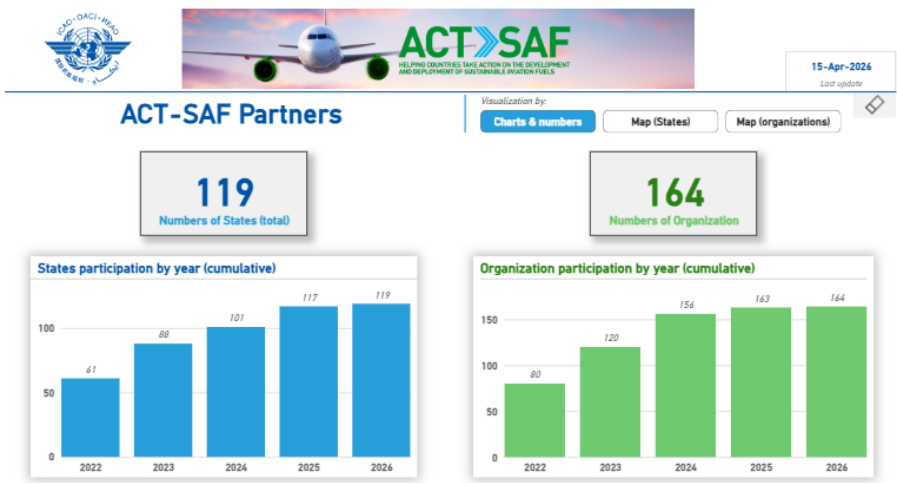 ICAO · OACI · ИКАО
ACT SAF
HELPING COUNTRIES TAKE ACTION ON THE DEVELOPMENT
AND DEPLOYMENT OF SUSTAINABLE AVIATION FUELS
15-Apr-2026
Last update
ACT-SAF Partners
Visualization by:
Charts & numbers
Map (States)
Map (organizations)
119
Numbers of States (total)
164
Numbers of Organization
States participation by year (cumulative)
100
50
0
61
88
101
117
119
2022 2023 2024 2025 2026
Organization participation by year (cumulative)
150
100
50
0
80
120
156
163
164
2022 2023 2024 2025 2026